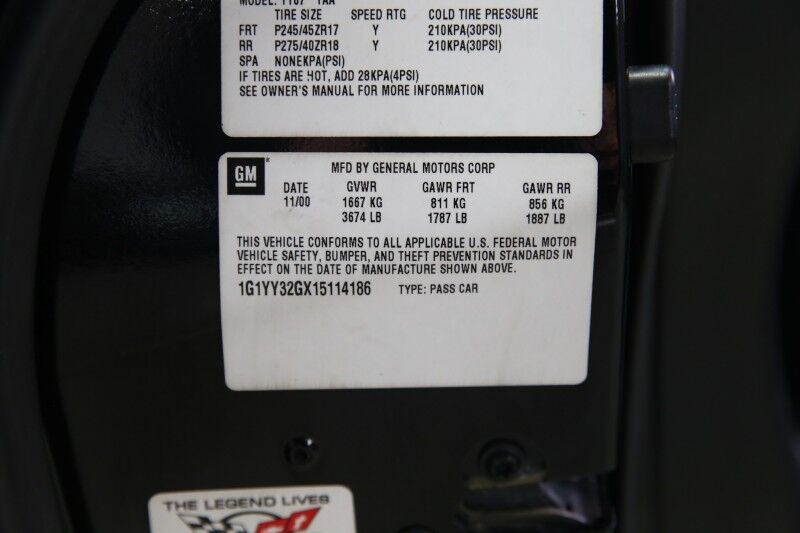 MODEL: YY07 YAA
TIRE SIZE SPEED RTG COLD TIRE PRESSURE
FRT P245/45ZR17 Y 210KPA(30PSI)
RR P275/40ZR18 Y 210KPA(30PSI)
SPA NONEKPA(PSI)
IF TIRES ARE HOT, ADD 28KPA(4PSI)
SEE OWNER'S MANUAL FOR MORE INFORMATION
GM
MFD BY GENERAL MOTORS CORP
DATE GVWR GAWR FRT GAWR RR
11/00 1667 KG 811 KG 856 KG
3674 LB 1787 LB 1887 LB
THIS VEHICLE CONFORMS TO ALL APPLICABLE U.S. FEDERAL MOTOR
VEHICLE SAFETY, BUMPER, AND THEFT PREVENTION STANDARDS IN
EFFECT ON THE DATE OF MANUFACTURE SHOWN ABOVE.
1G1YY32GX15114186 TYPE: PASS CAR
THE LEGEND LIVES